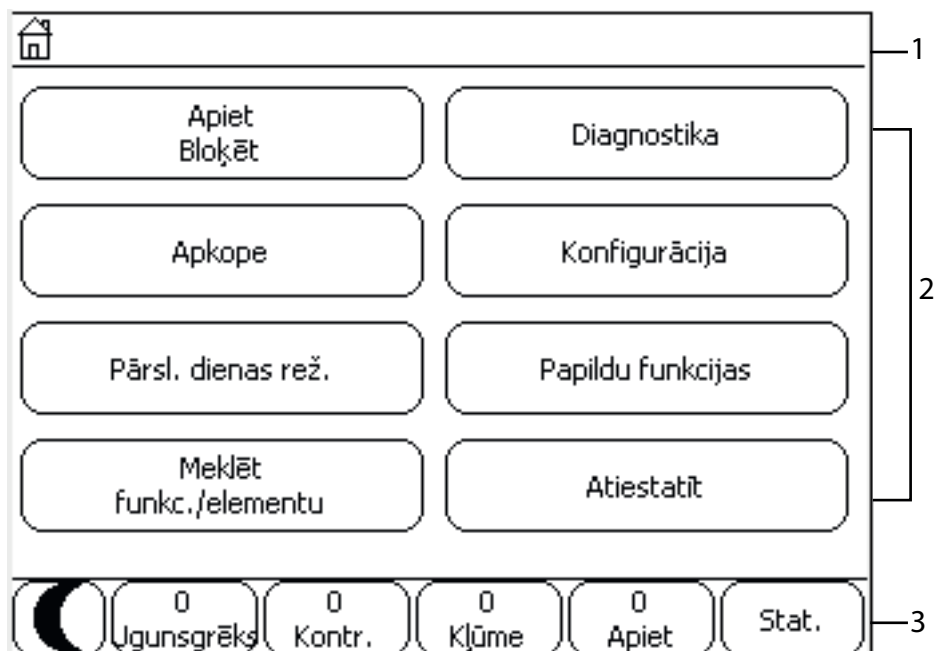 1
Apiet
Bloķēt
Diagnostika
Apkope
Konfigurācija
2
Pārsl. dienas rež.
Papildu funkcijas
Meklēt
funkc./elementu
Atiestatīt
0
Ugunsgrēks
0
Kontr.
0
Kļūme
0
Apiet
Stat.
3